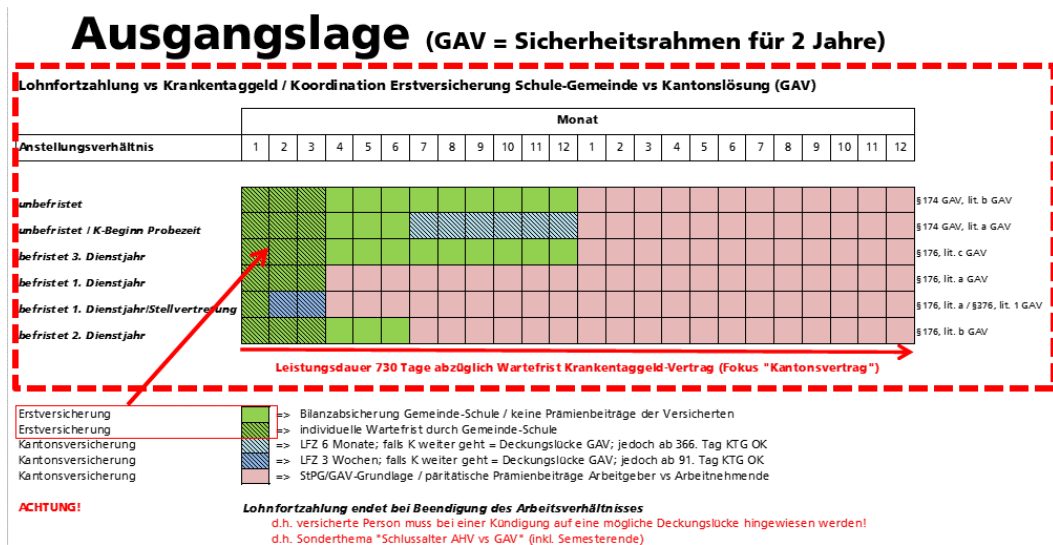 Ausgangslage (GAV = Sicherheitsrahmen für 2 Jahre)
Lohnfortzahlung vs Krankentaggeld / Koordination Erstversicherung Schule-Gemeinde vs Kantonslösung (GAV)
Monat
Anstellungsverhältnis 1 2 3 4 5 6 7 8 9 10 11 12 1 2 3 4 5 6 7 8 9 10 11 12
unbefristet §174 GAV, lit. b GAV
unbefristet / K-Beginn Probezeit §174 GAV, lit. a GAV
befristet 3. Dienstjahr §176, lit. c GAV
befristet 1. Dienstjahr §176, lit. a GAV
befristet 1. Dienstjahr/Stellvertretung §176, lit. a / §376, lit. 1 GAV
befristet 2. Dienstjahr §176, lit. b GAV
Leistungsdauer 730 Tage abzüglich Wartefrist Krankentaggeld-Vertrag (Fokus "Kantonsvertrag")
Erstversicherung => Bilanzabsicherung Gemeinde-Schule / keine Prämienbeiträge der Versicherten
Erstversicherung => individuelle Wartefrist durch Gemeinde-Schule
Kantonsversicherung => LFZ 6 Monate; falls K weiter geht = Deckungslücke GAV; jedoch ab 366. Tag KTG OK
Kantonsversicherung => LFZ 3 Wochen; falls K weiter geht = Deckungslücke GAV; jedoch ab 91. Tag KTG OK
Kantonsversicherung => StPG/GAV-Grundlage / päritätische Prämienbeiträge Arbeitgeber vs Arbeitnehmende
ACHTUNG! Lohnfortzahlung endet bei Beendigung des Arbeitsverhältnisses
d.h. versicherte Person muss bei einer Kündigung auf eine mögliche Deckungslücke hingewiesen werden!
d.h. Sonderthema "Schlussalter AHV vs GAV" (inkl. Semesterende)